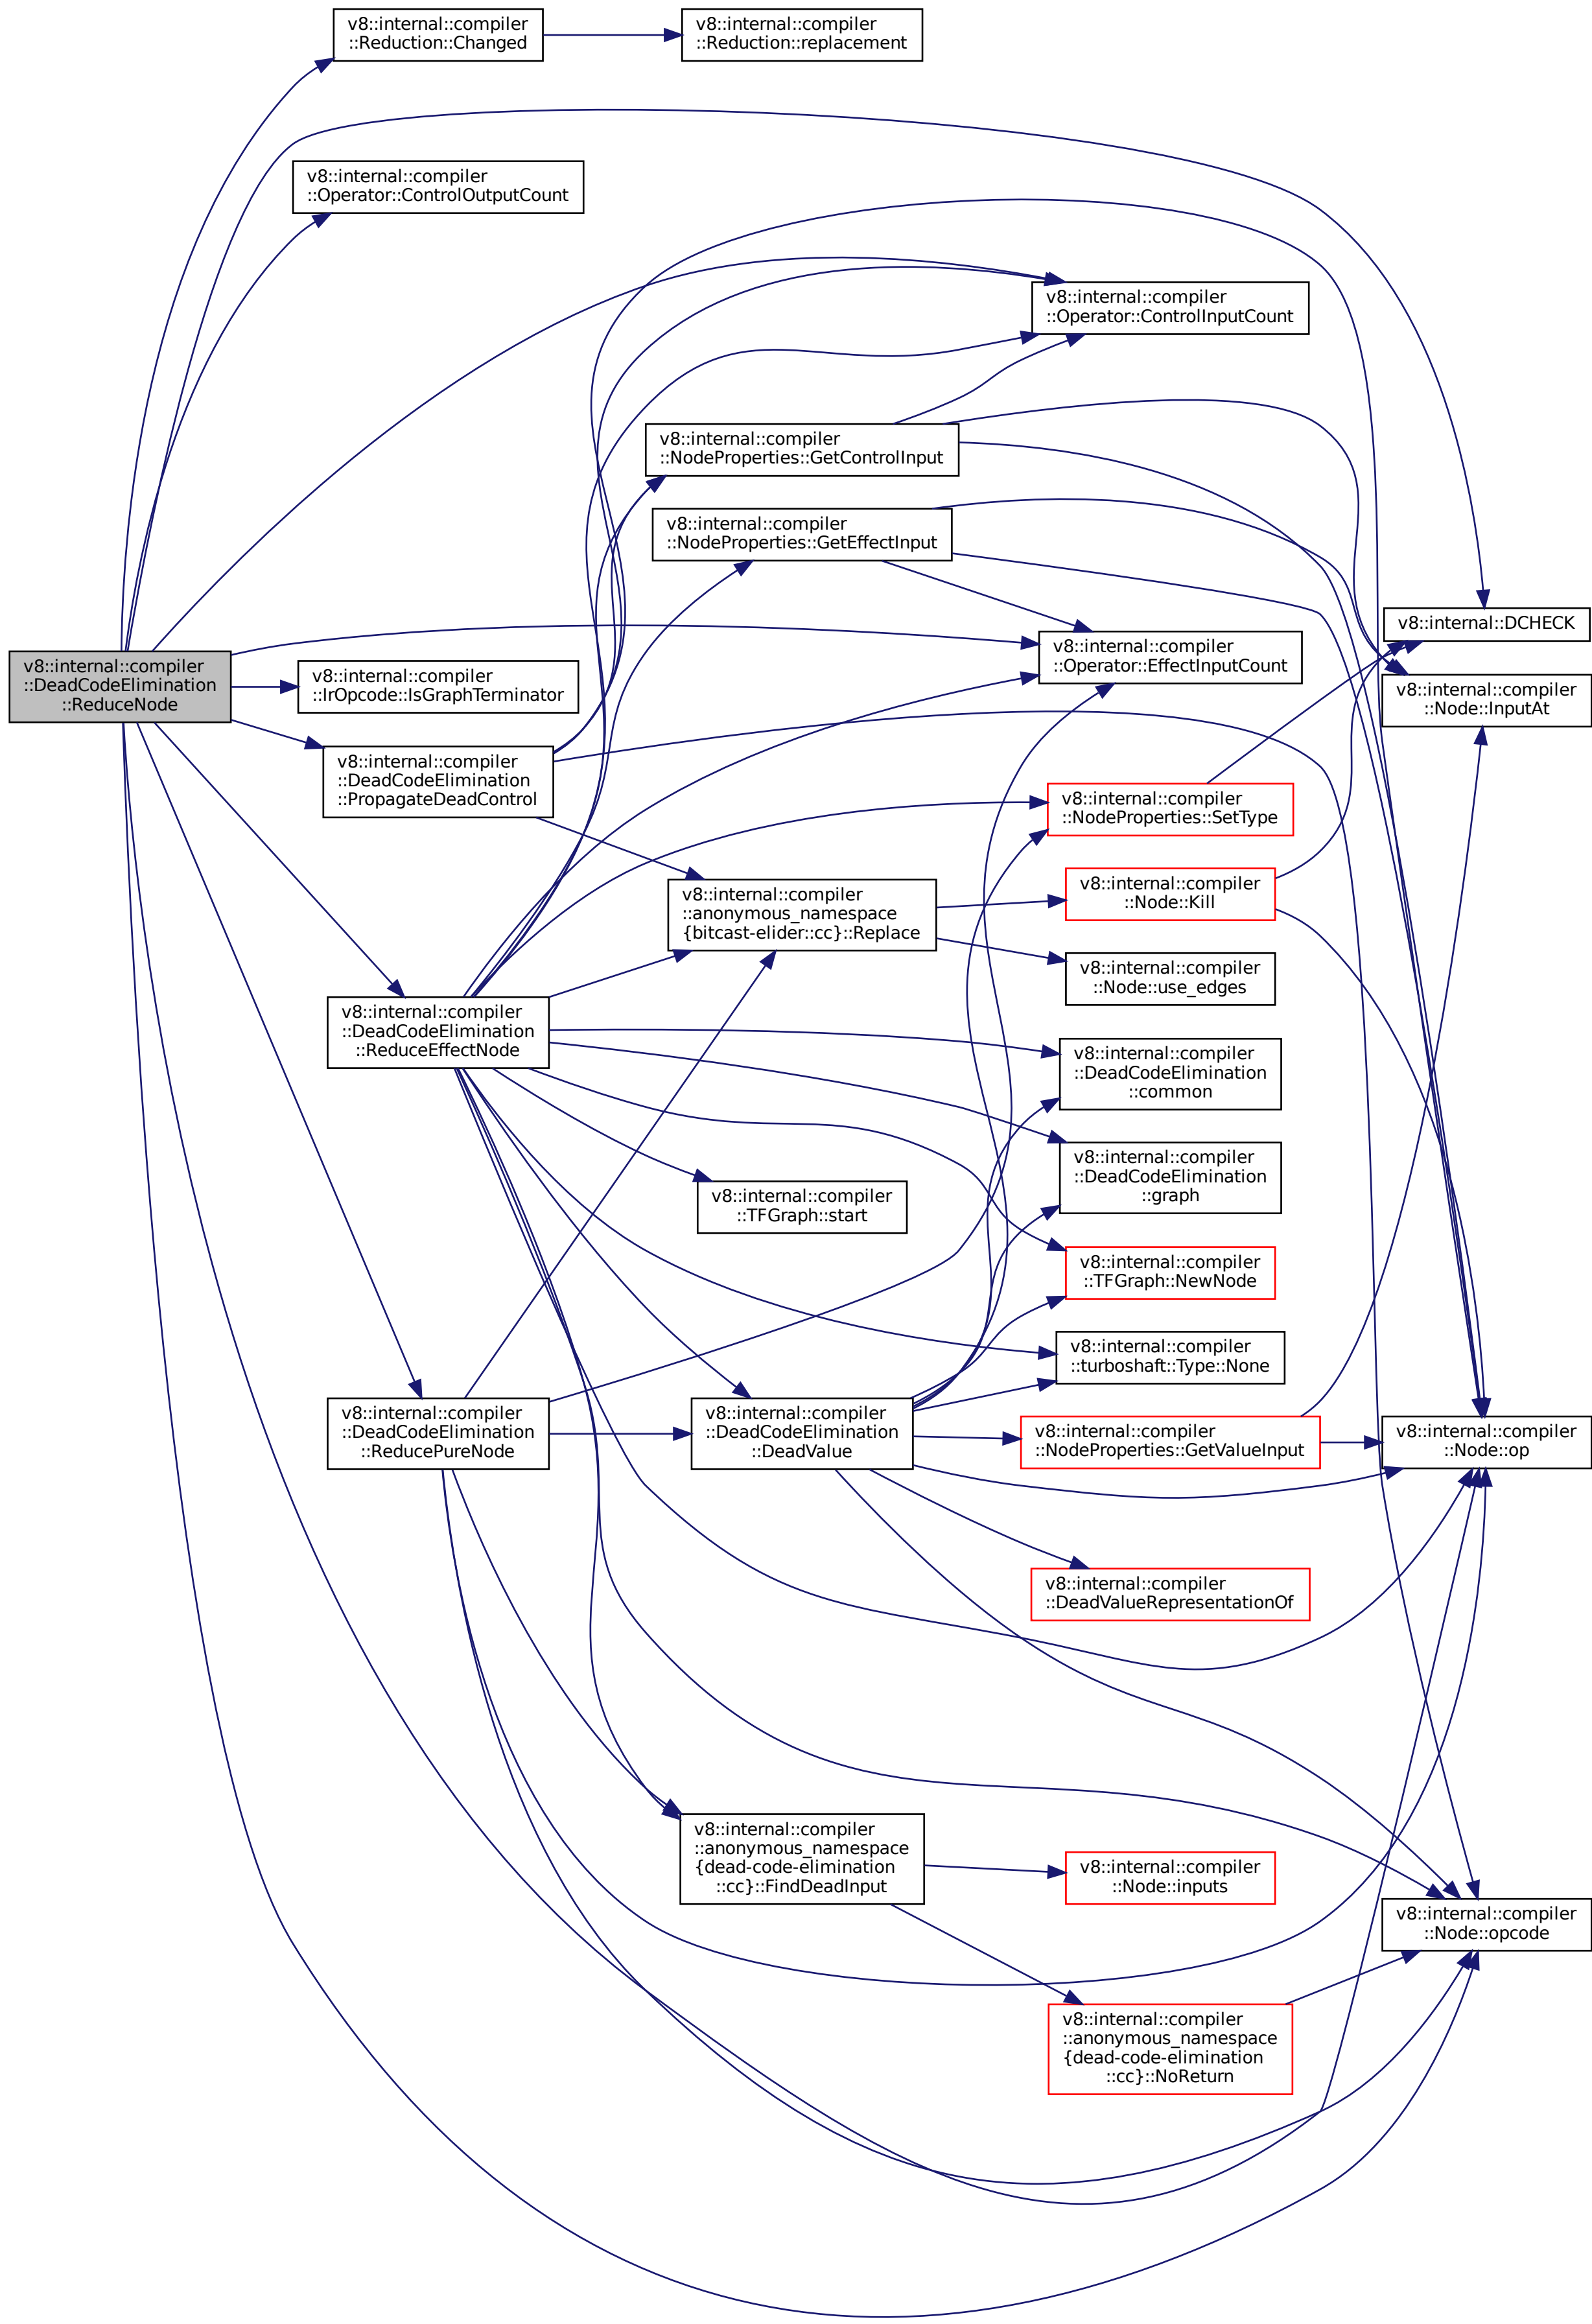 v8::internal::compiler
::Reduction::Changed
v8::internal::compiler
::Reduction::replacement
v8::internal::compiler
::Operator::ControlOutputCount
v8::internal::compiler
::Operator::ControlInputCount
v8::internal::compiler
::NodeProperties::GetControlInput
v8::internal::compiler
::NodeProperties::GetEffectInput
v8::internal::DCHECK
v8::internal::compiler
::DeadCodeElimination
::ReduceNode
v8::internal::compiler
::IrOpcode::IsGraphTerminator
v8::internal::compiler
::Operator::EffectInputCount
v8::internal::compiler
::Node::InputAt
v8::internal::compiler
::DeadCodeElimination
::PropagateDeadControl
v8::internal::compiler
::NodeProperties::SetType
v8::internal::compiler
::anonymous_namespace
{bitcast-elider::cc}::Replace
v8::internal::compiler
::Node::Kill
v8::internal::compiler
::Node::use_edges
v8::internal::compiler
::DeadCodeElimination
::ReduceEffectNode
v8::internal::compiler
::DeadCodeElimination
::common
v8::internal::compiler
::DeadCodeElimination
::graph
v8::internal::compiler
::TFGraph::start
v8::internal::compiler
::TFGraph::NewNode
v8::internal::compiler
::turboshaft::Type::None
v8::internal::compiler
::DeadCodeElimination
::ReducePureNode
v8::internal::compiler
::DeadCodeElimination
::DeadValue
v8::internal::compiler
::NodeProperties::GetValueInput
v8::internal::compiler
::Node::op
v8::internal::compiler
::DeadValueRepresentationOf
v8::internal::compiler
::anonymous_namespace
{dead-code-elimination
::cc}::FindDeadInput
v8::internal::compiler
::Node::inputs
v8::internal::compiler
::Node::opcode
v8::internal::compiler
::anonymous_namespace
{dead-code-elimination
::cc}::NoReturn